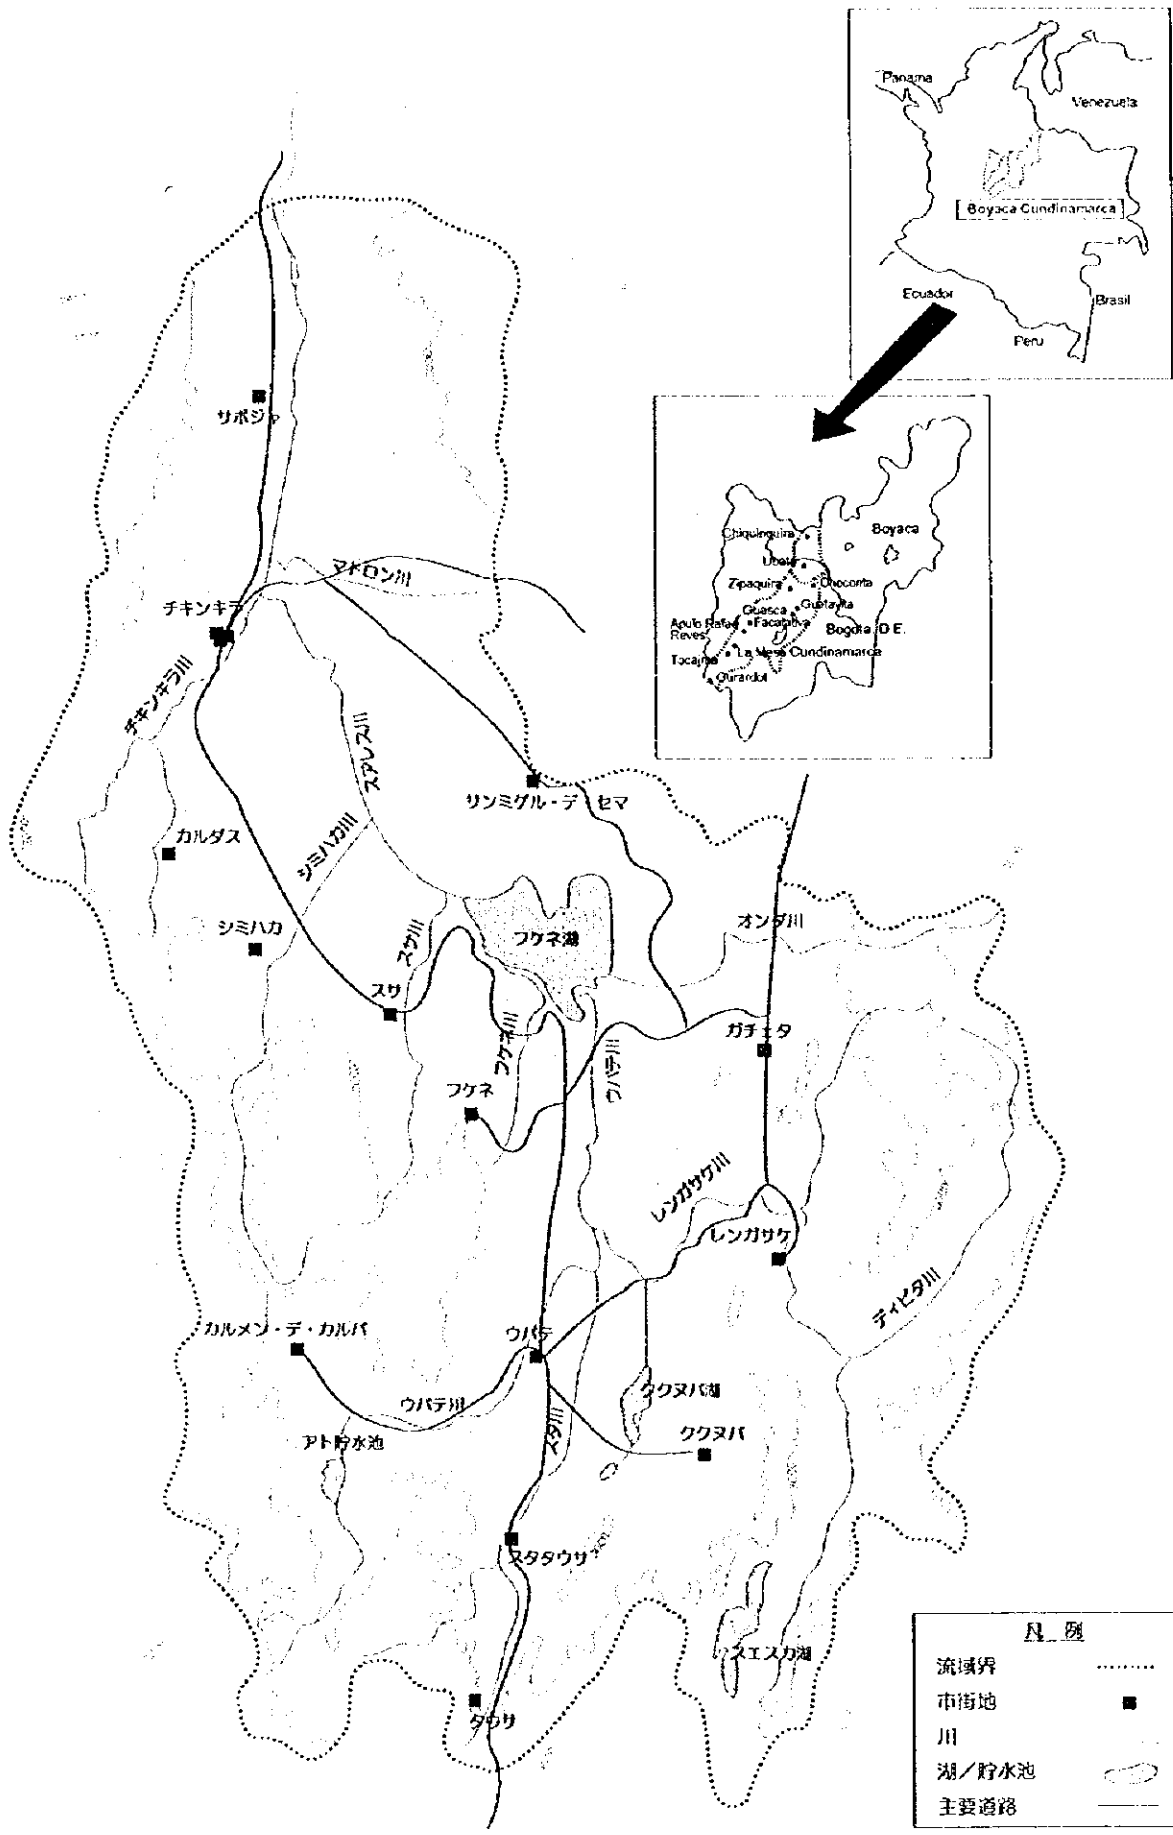 Panama
Venezuela
Boyaca Cundinamarca
Ecuador
Brasil
Peru
Chiquinquira
Boyaca
Ubate
Zipaquira
Choconta
Guatavita
Guasca
Apulo Rafael
Reyes
Facatativa
Bogota D.E.
La Mesa Cundinamarca
Tocaima
Girardot
サボジャ
マドロン川
チキンキラ
チキンキラ川
スアレス川
サンミゲル・デ・セマ
カルダス
シミハカ川
シミハカ
スサ川
フケネ湖
オンダ川
スサ
フケネ川
ガチェタ
ウバテ川
フケネ
レンガサケ川
レンガサケ
ディビタ川
カルメン・デ・カルパ
ウバテ
ククヌバ湖
ウバテ川
スタ川
アト貯水池
ククヌバ
スタタウサ
スエスカ湖
タウサ
凡 例
流域界
市街地
川
湖／貯水池
主要道路